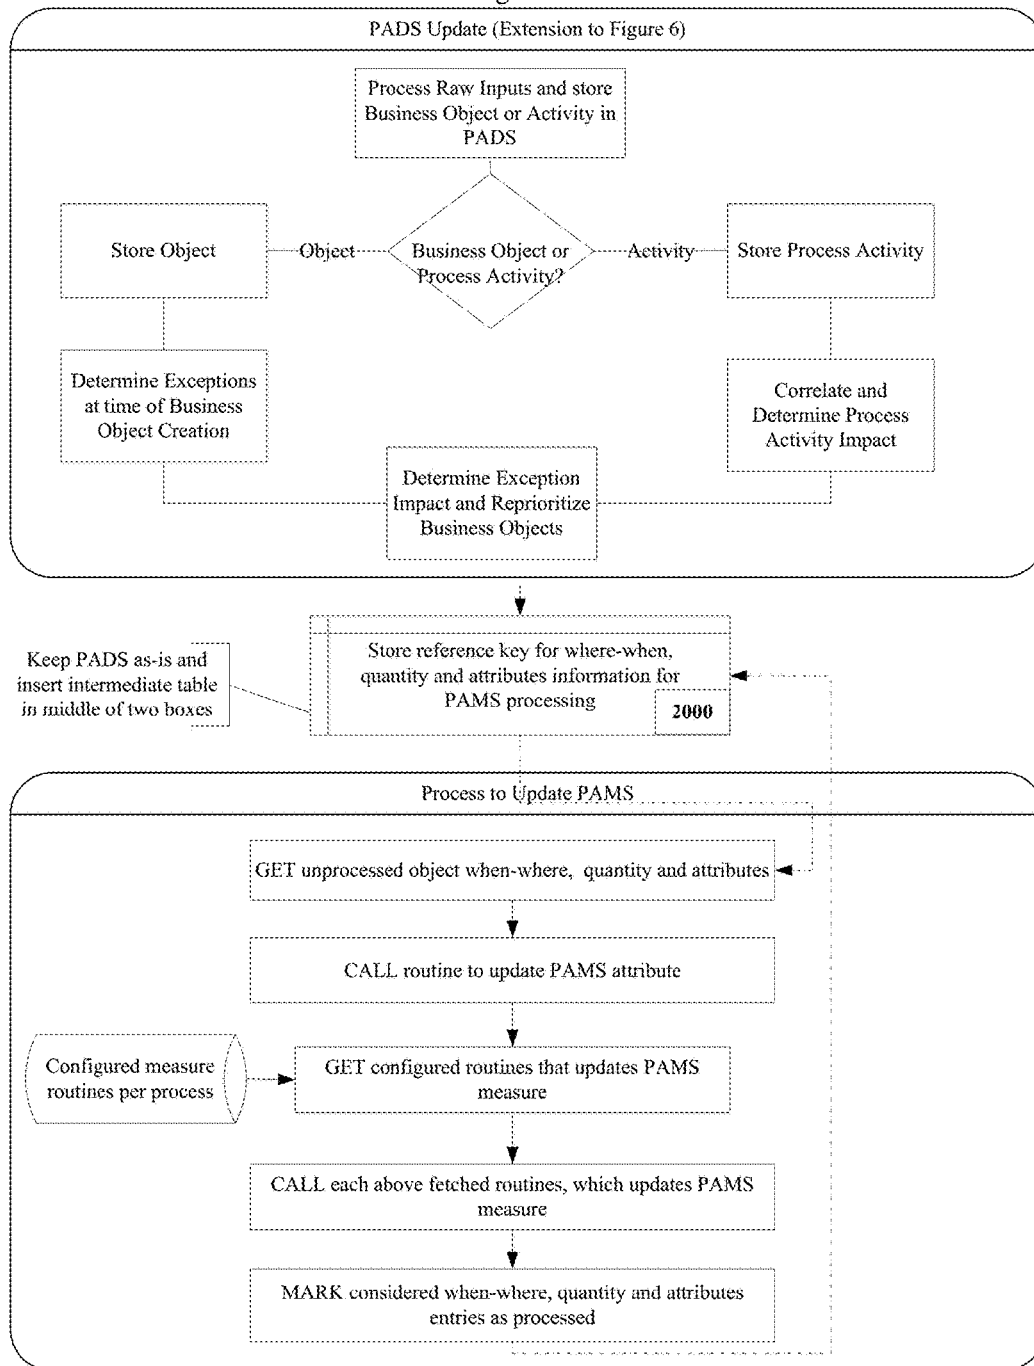 PADS Update (Extension to Figure 6)
Process Raw Inputs and store
Business Object or Activity in
PADS
Store Object
Object
Business Object or
Process Activity?
Activity
Store Process Activity
Determine Exceptions
at time of Business
Object Creation
Correlate and
Determine Process
Activity Impact
Determine Exception
Impact and Reprioritize
Business Objects
Keep PADS as-is and
insert intermediate table
in middle of two boxes
Store reference key for where-when,
quantity and attributes information for
PAMS processing
2000
Process to Update PAMS
GET unprocessed object when-where, quantity and attributes
CALL routine to update PAMS attribute
Configured measure
routines per process
GET configured routines that updates PAMS
measure
CALL each above fetched routines, which updates PAMS
measure
MARK considered when-where, quantity and attributes
entries as processed